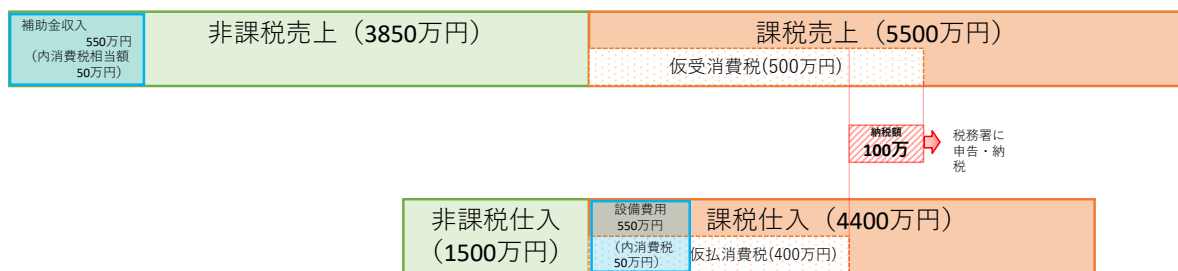 補助金収入
550万円
(内消費税相当額
50万円)
非課税売上（3850万円）
課税売上（5500万円）
仮受消費税(500万円)
納税額
100万
税務署に
申告・納
税
非課税仕入
（1500万円）
設備費用
550万円
（内消費税
50万円）
課税仕入（4400万円）
仮払消費税(400万円)